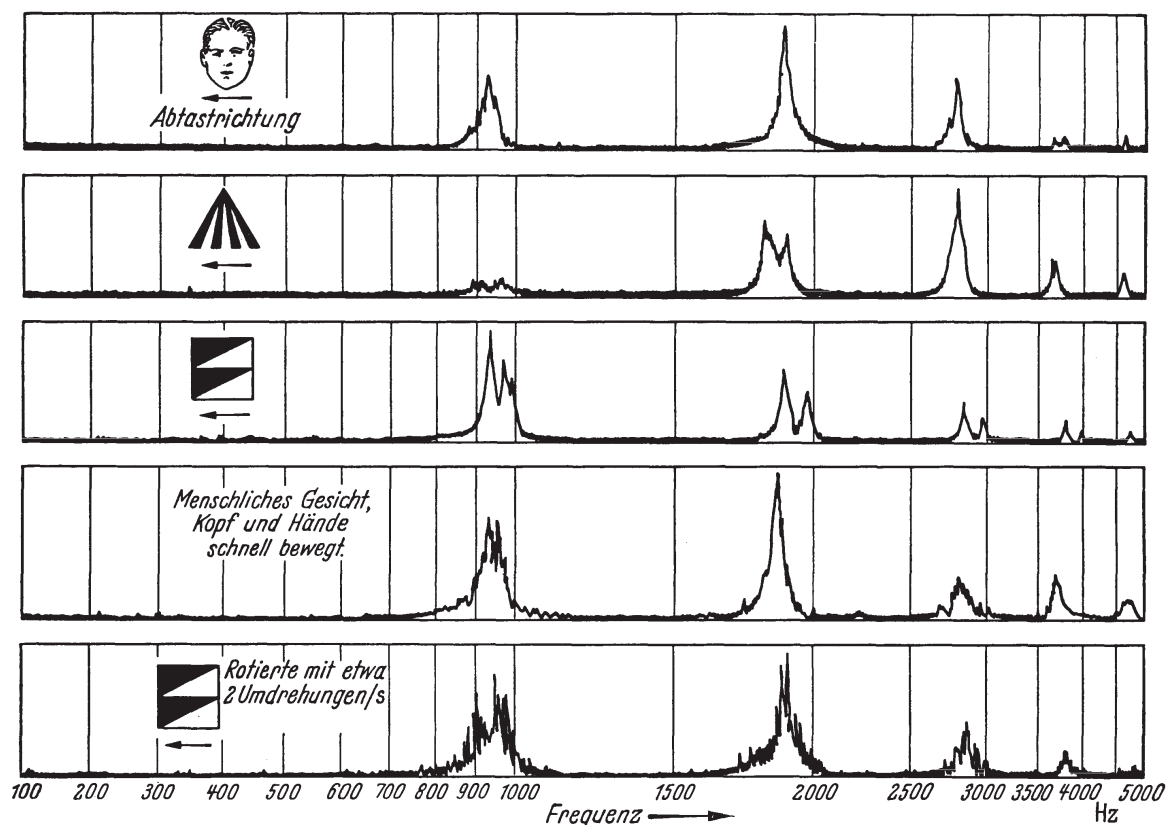 Abtastrichtung
Menschliches Gesicht,
Kopf und Hände
schnell bewegt.
Rotierte mit etwa
2 Umdrehungen/s
100 200 300 400 500 600 700 800 900 1000 1500 2000 2500 3000 3500 4000 5000
Frequenz Hz